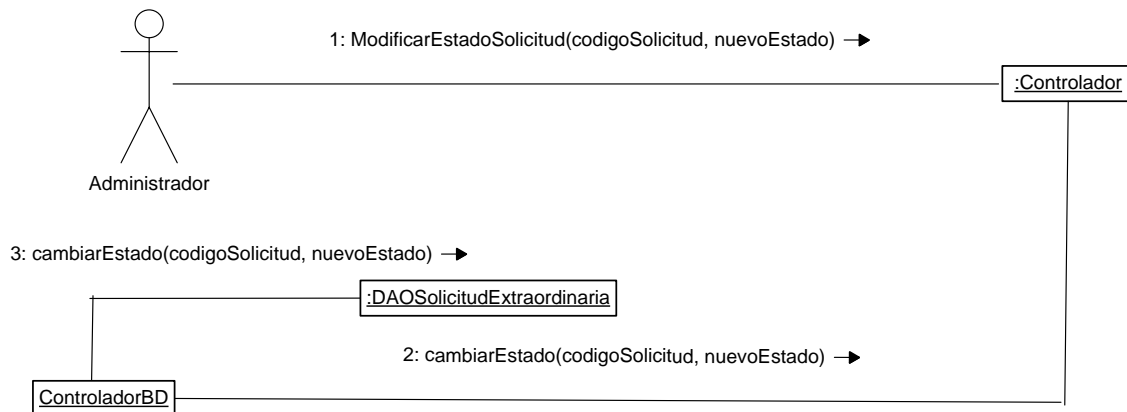 1: ModificarEstadoSolicitud(codigoSolicitud, nuevoEstado)
:Controlador
Administrador
3: cambiarEstado(codigoSolicitud, nuevoEstado)
:DAOSolicitudExtraordinaria
2: cambiarEstado(codigoSolicitud, nuevoEstado)
ControladorBD